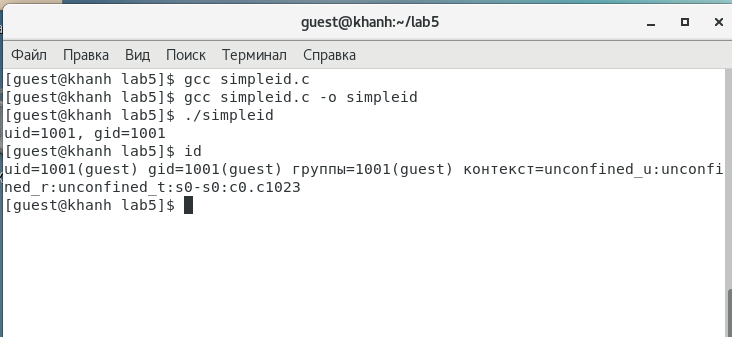 guest@khanh:~/lab5
Файл Правка Вид Поиск Терминал Справка
[guest@khanh lab5]$ gcc simpleid.c
[guest@khanh lab5]$ gcc simpleid.c -o simpleid
[guest@khanh lab5]$ ./simpleid
uid=1001, gid=1001
[guest@khanh lab5]$ id
uid=1001(guest) gid=1001(guest) группы=1001(guest) контекст=unconfined_u:unconfi
ned_r:unconfined_t:s0-s0:c0.c1023
[guest@khanh lab5]$